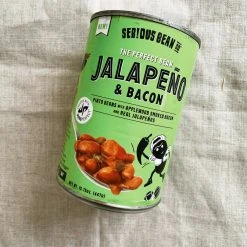 SERIOUS BEAN CO
THE PERFECT BEAN
JALAPEÑO
& BACON
PINTO BEANS WITH APPLEWOOD SMOKED BACON
AND REAL JALAPEÑOS